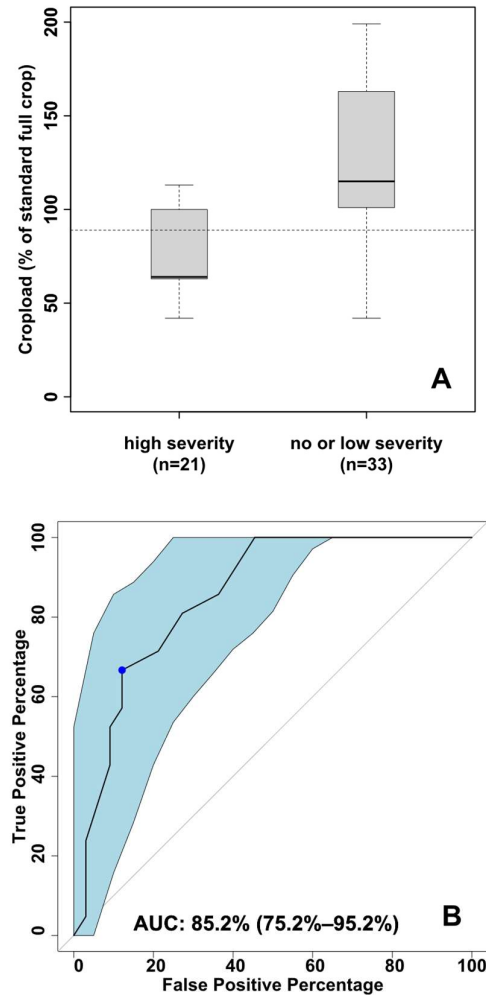 200
150
100
50
0
Cropload (% of standard full crop)
A
high severity
(n=21)
no or low severity
(n=33)
100
80
60
40
20
0
True Positive Percentage
AUC: 85.2% (75.2%–95.2%)
B
0 20 40 60 80 100
False Positive Percentage